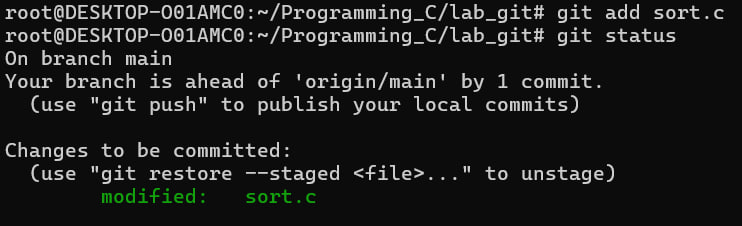 root@DESKTOP-O01AMC0:~/Programming_C/lab_git# git add sort.c
root@DESKTOP-O01AMC0:~/Programming_C/lab_git# git status
On branch main
Your branch is ahead of 'origin/main' by 1 commit.
  (use "git push" to publish your local commits)

Changes to be committed:
  (use "git restore --staged <file>..." to unstage)
        modified:   sort.c